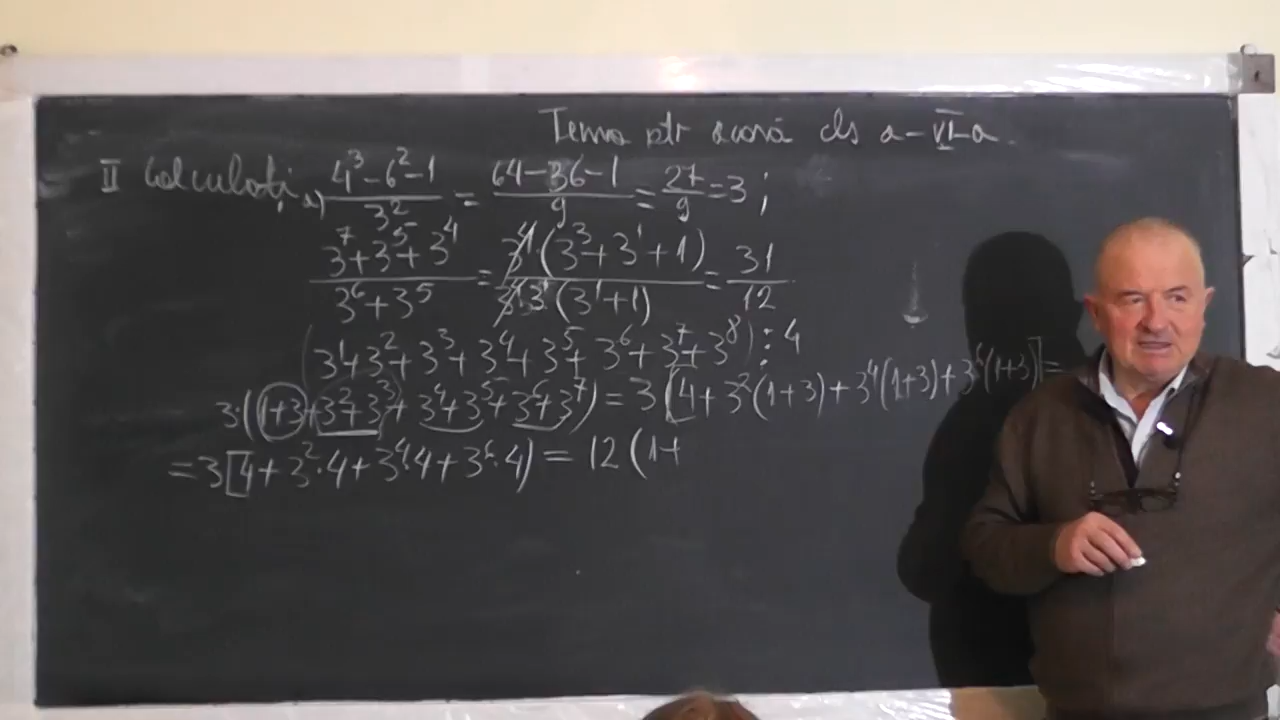 Tema ptr acasă cls a-VI-a
II Calculați a) (4³-6²-1)/3² = (64-36-1)/9 = 27/9 = 3 ;
(3⁷+3⁵+3⁴)/(3⁶+3⁵) = 3⁴·(3³+3¹+1)/(3⁴·3¹·(3¹+1)) = 31/12
(3¹+3²+3³+3⁴+3⁵+3⁶+3⁷+3⁸) ⋮ 4
3·(1+3+3²+3³+3⁴+3⁵+3⁶+3⁷) = 3[4+3²(1+3)+3⁴(1+3)+3⁶(1+3)] =
= 3[4+3²·4+3⁴·4+3⁶·4) = 12(1+